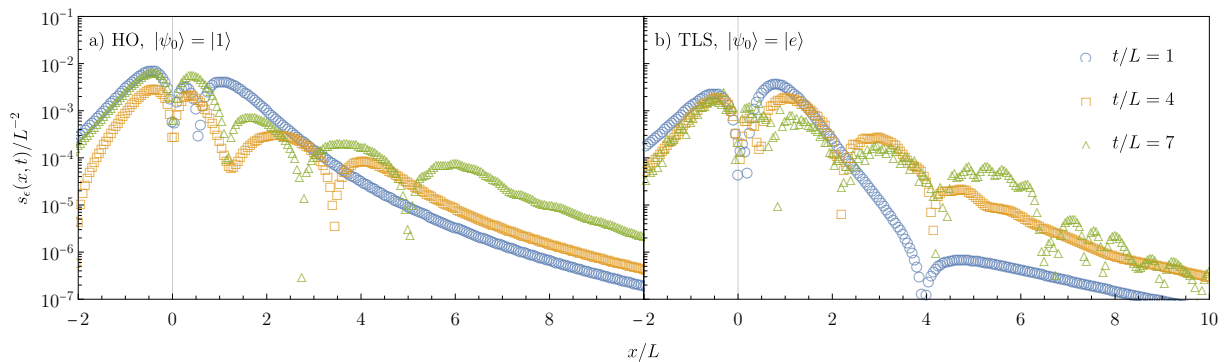 a) HO, |ψ₀⟩ = |1⟩
b) TLS, |ψ₀⟩ = |e⟩
t/L = 1
t/L = 4
t/L = 7
s_ϵ(x, t)/L⁻²
10⁻¹
10⁻²
10⁻³
10⁻⁴
10⁻⁵
10⁻⁶
10⁻⁷
−2 0 2 4 6 8 −2 0 2 4 6 8 10
x/L